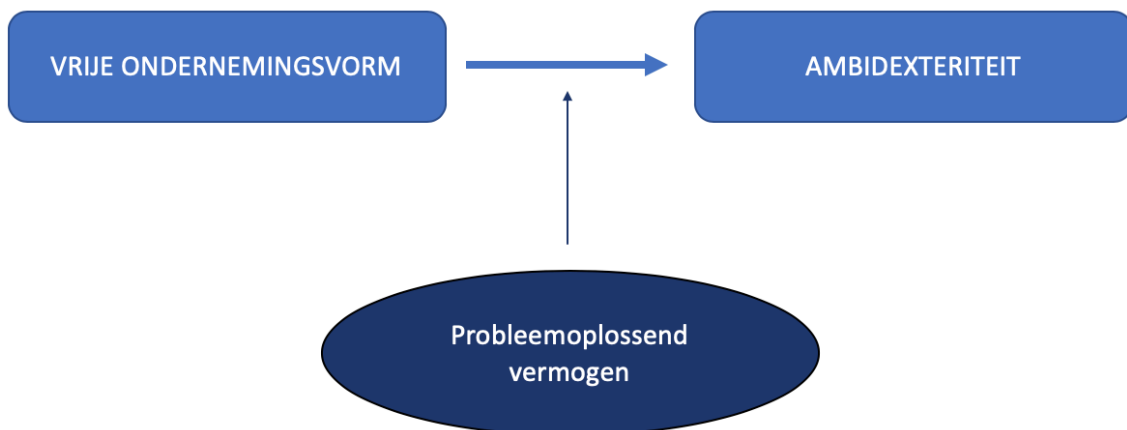 VRIJE ONDERNEMINGSVORM
AMBIDEXTERITEIT
Probleemoplossend
vermogen